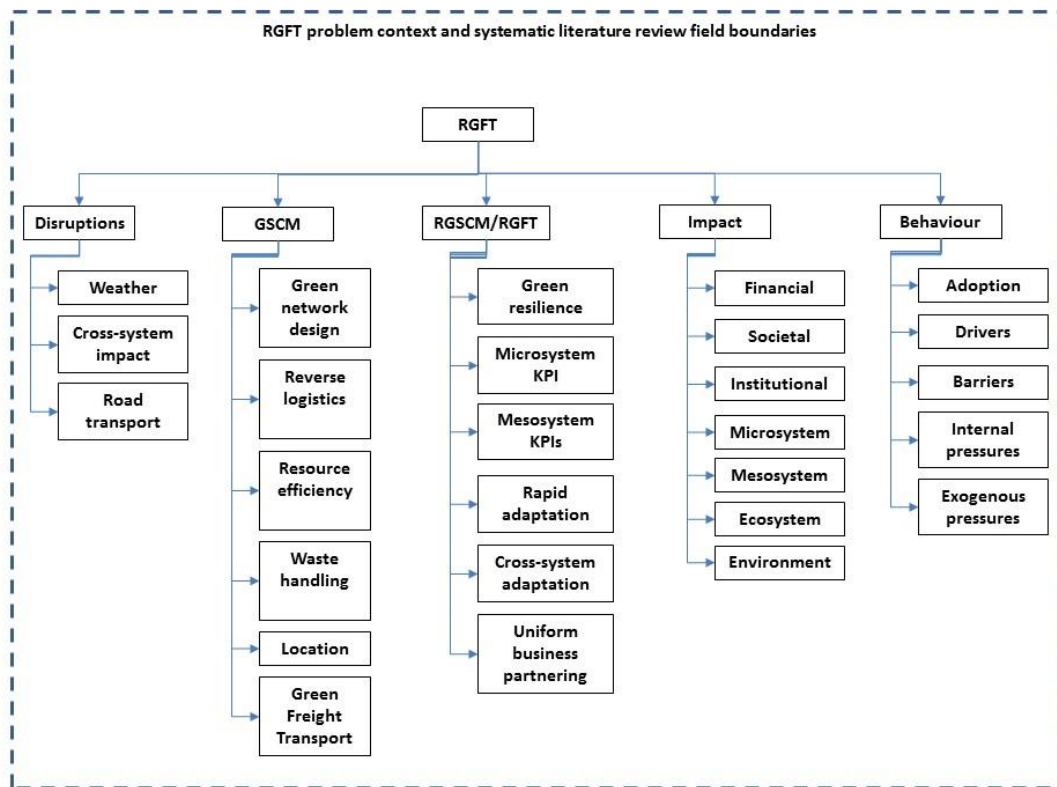 RGFT problem context and systematic literature review field boundaries
RGFT
Disruptions
GSCM
RGSCM/RGFT
Impact
Behaviour
Weather
Cross-system
impact
Road
transport
Green
network
design
Reverse
logistics
Resource
efficiency
Waste
handling
Location
Green
Freight
Transport
Green
resilience
Microsystem
KPI
Mesosystem
KPIs
Rapid
adaptation
Cross-system
adaptation
Uniform
business
partnering
Financial
Societal
Institutional
Microsystem
Mesosystem
Ecosystem
Environment
Adoption
Drivers
Barriers
Internal
pressures
Exogenous
pressures